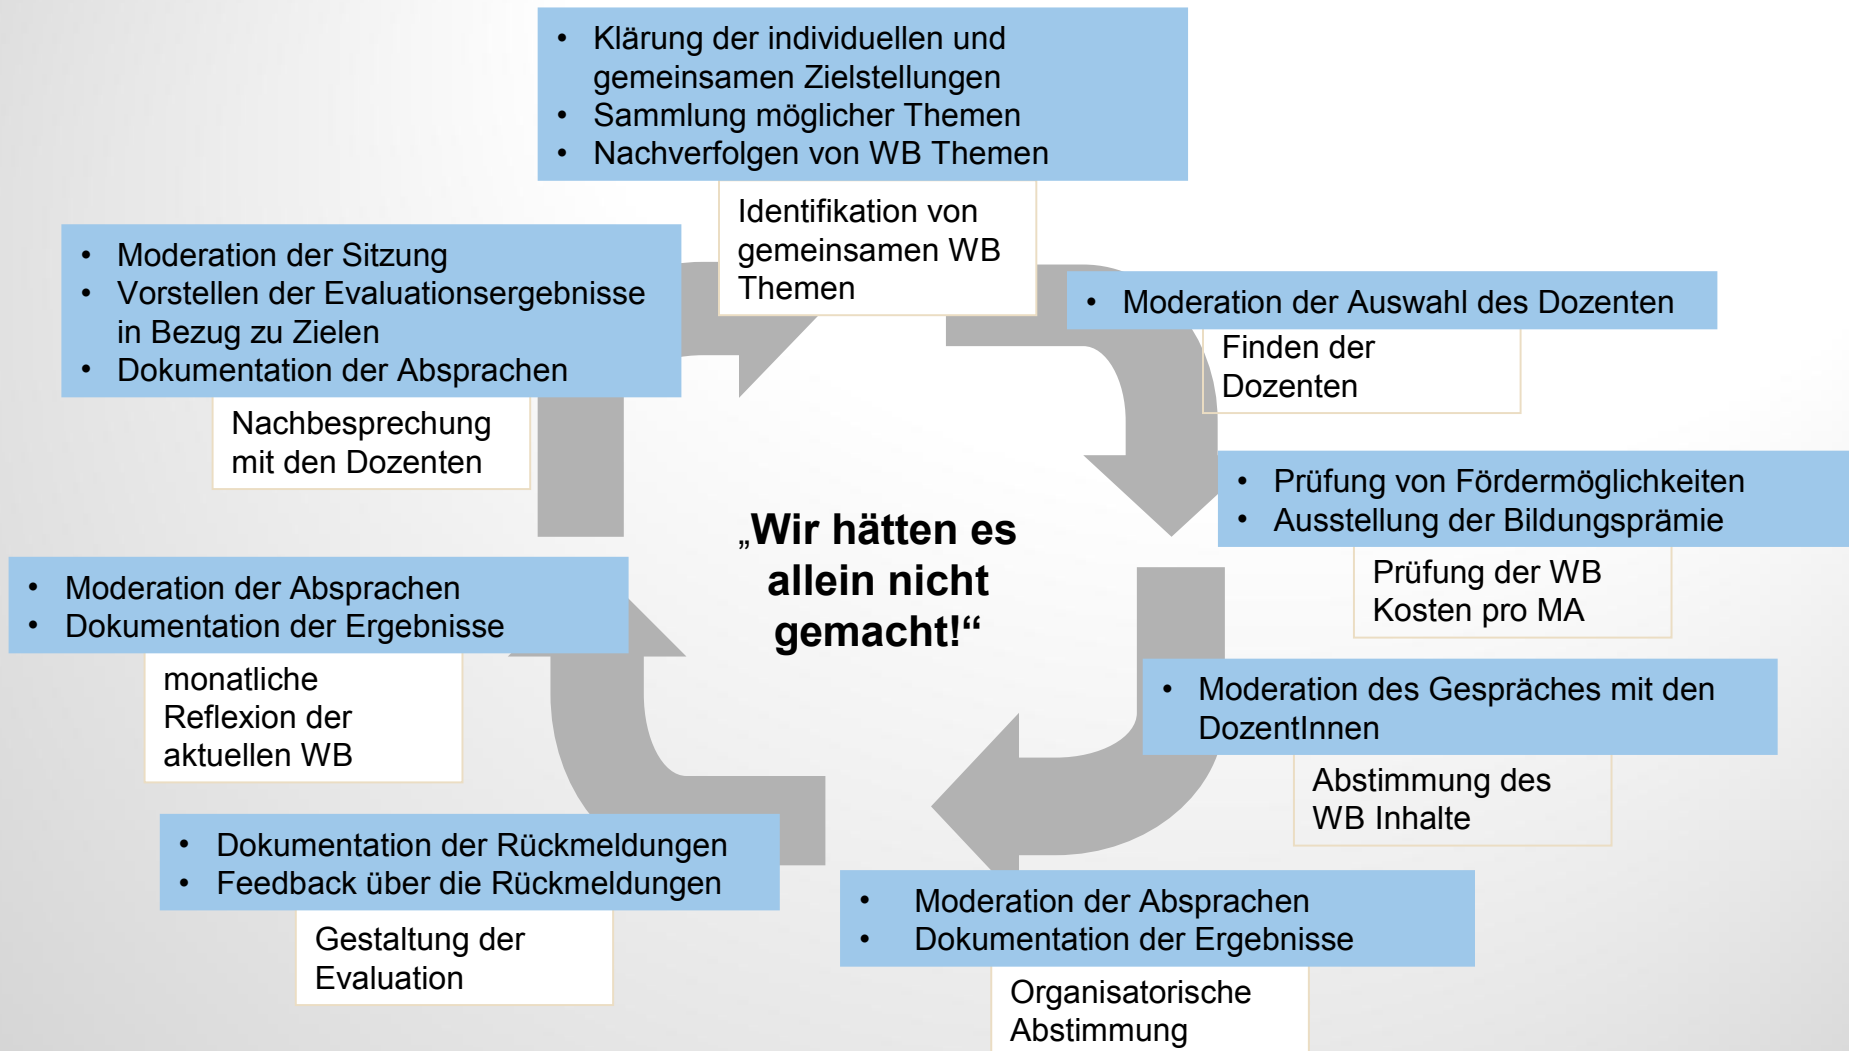 • Klärung der individuellen und
gemeinsamen Zielstellungen
• Sammlung möglicher Themen
• Nachverfolgen von WB Themen
Identifikation von
gemeinsamen WB
Themen
• Moderation der Auswahl des Dozenten
Finden der
Dozenten
• Prüfung von Fördermöglichkeiten
• Ausstellung der Bildungsprämie
Prüfung der WB
Kosten pro MA
• Moderation des Gespräches mit den
DozentInnen
Abstimmung des
WB Inhalte
• Moderation der Absprachen
• Dokumentation der Ergebnisse
Organisatorische
Abstimmung
• Dokumentation der Rückmeldungen
• Feedback über die Rückmeldungen
Gestaltung der
Evaluation
• Moderation der Absprachen
• Dokumentation der Ergebnisse
monatliche
Reflexion der
aktuellen WB
• Moderation der Sitzung
• Vorstellen der Evaluationsergebnisse
in Bezug zu Zielen
• Dokumentation der Absprachen
Nachbesprechung
mit den Dozenten
„Wir hätten es
allein nicht
gemacht!“